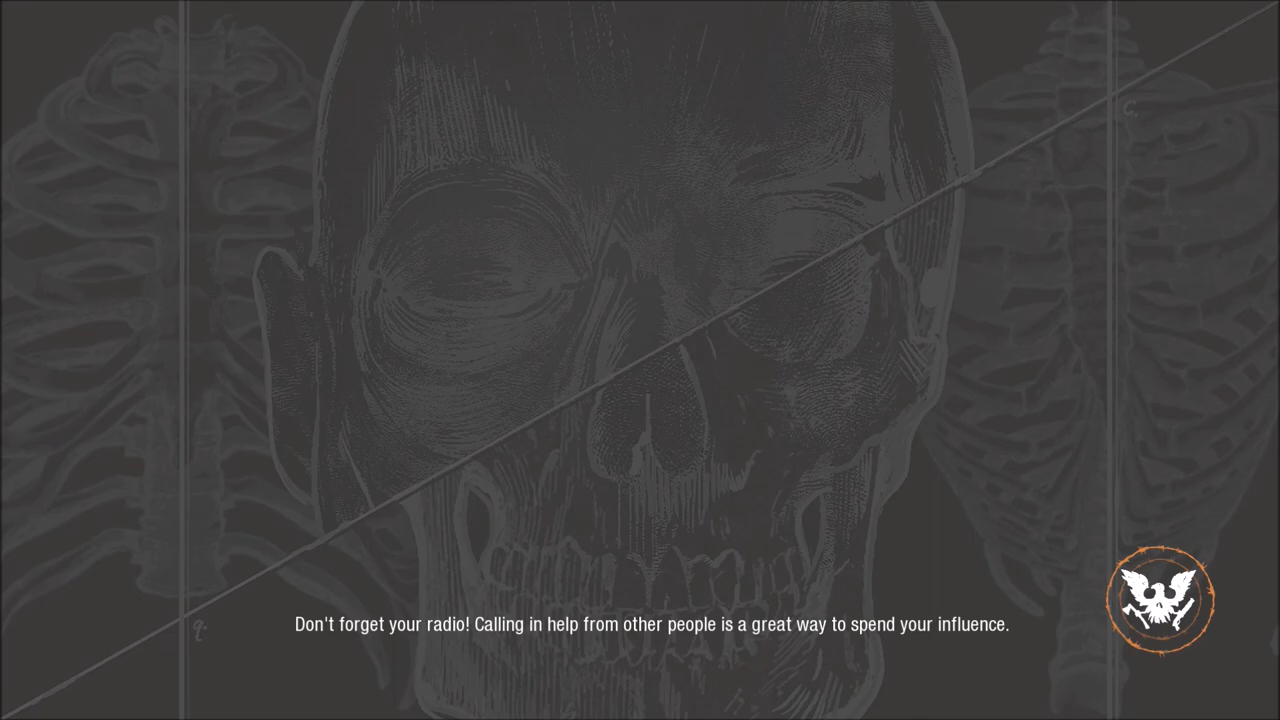 c.
Don't forget your radio! Calling in help from other people is a great way to spend your influence.
q.